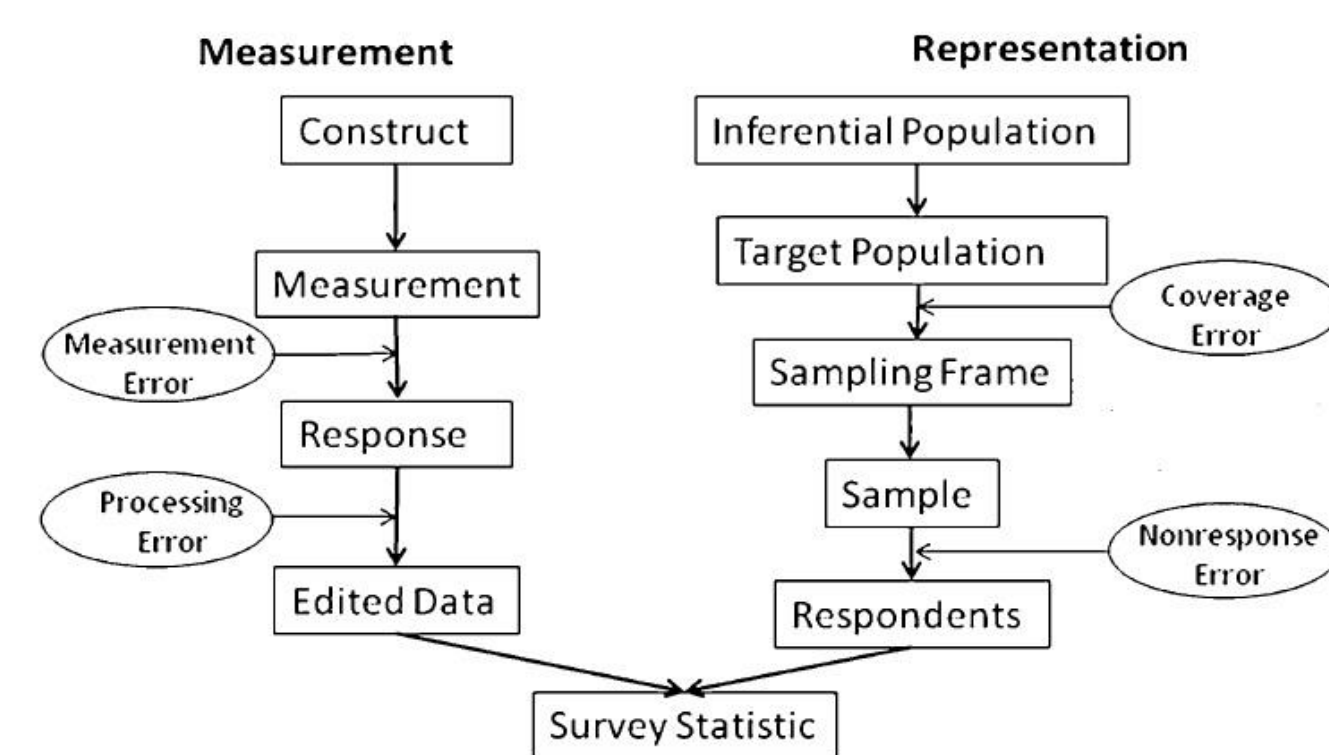 Measurement
Construct
Measurement
Measurement
Error
Response
Processing
Error
Edited Data
Representation
Inferential Population
Target Population
Coverage
Error
Sampling Frame
Sample
Nonresponse
Error
Respondents
Survey Statistic